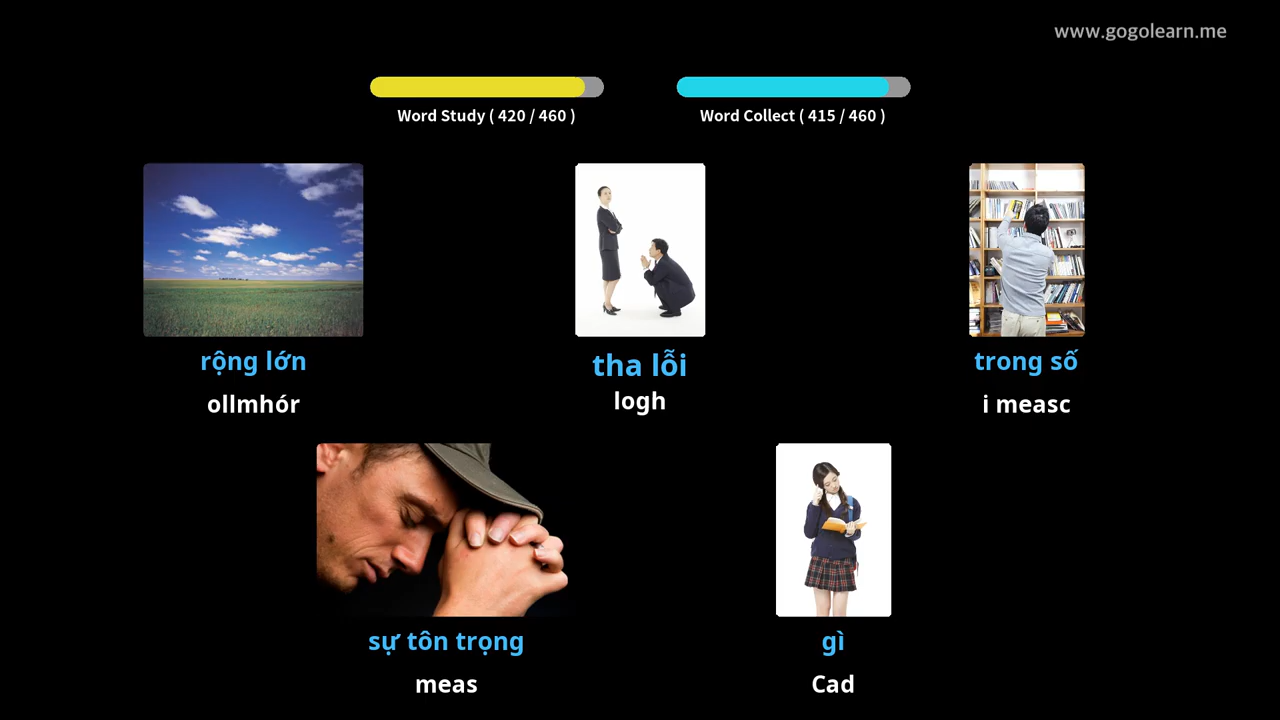 www.gogolearn.me
Word Study ( 420 / 460 )
Word Collect ( 415 / 460 )
rộng lớn
ollmhór
tha lỗi
logh
trong số
i measc
sự tôn trọng
meas
gì
Cad